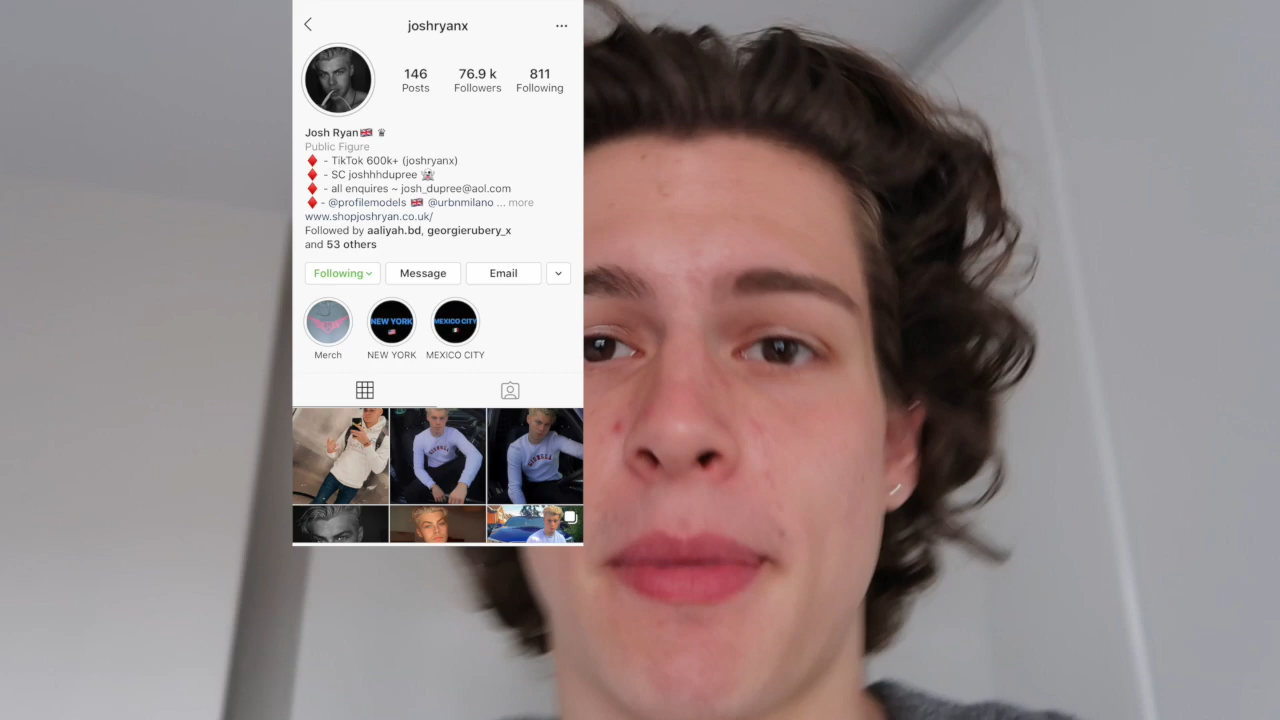 joshryanx
146 76.9 k 811
Posts Followers Following
Josh Ryan🇬🇧 ♛
Public Figure
♦️ - TikTok 600k+ (joshryanx)
♦️ - SC joshhhdupree
♦️ - all enquires ~ josh_dupree@aol.com
♦️- @profilemodels 🇬🇧 @urbnmilano ... more
www.shopjoshryan.co.uk/
Followed by aaliyah.bd, georgierubery_x
and 53 others
Following Message Email
NEW YORK MEXICO CITY
Merch NEW YORK MEXICO CITY